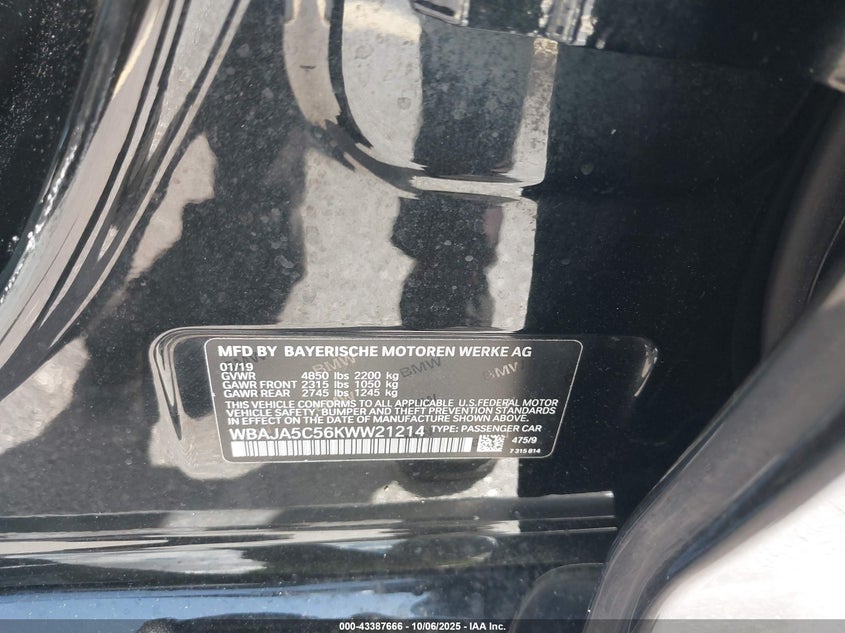 MFD BY BAYERISCHE MOTOREN WERKE AG
01/19
GVWR 4850 lbs 2200 kg
GAWR FRONT 2315 lbs 1050 kg
GAWR REAR 2745 lbs 1245 kg
THIS VEHICLE CONFORMS TO ALL APPLICABLE U.S.FEDERAL MOTOR
VEHICLE SAFETY, BUMPER AND THEFT PREVENTION STANDARDS
IN EFFECT ON THE DATE OF MANUFACTURE SHOWN ABOVE.
WBAJA5C56KWW21214 TYPE: PASSENGER CAR
475/9
7 315 814
BMW
BMW
BMW
000-43387666 - 10/06/2025 - IAA Inc.